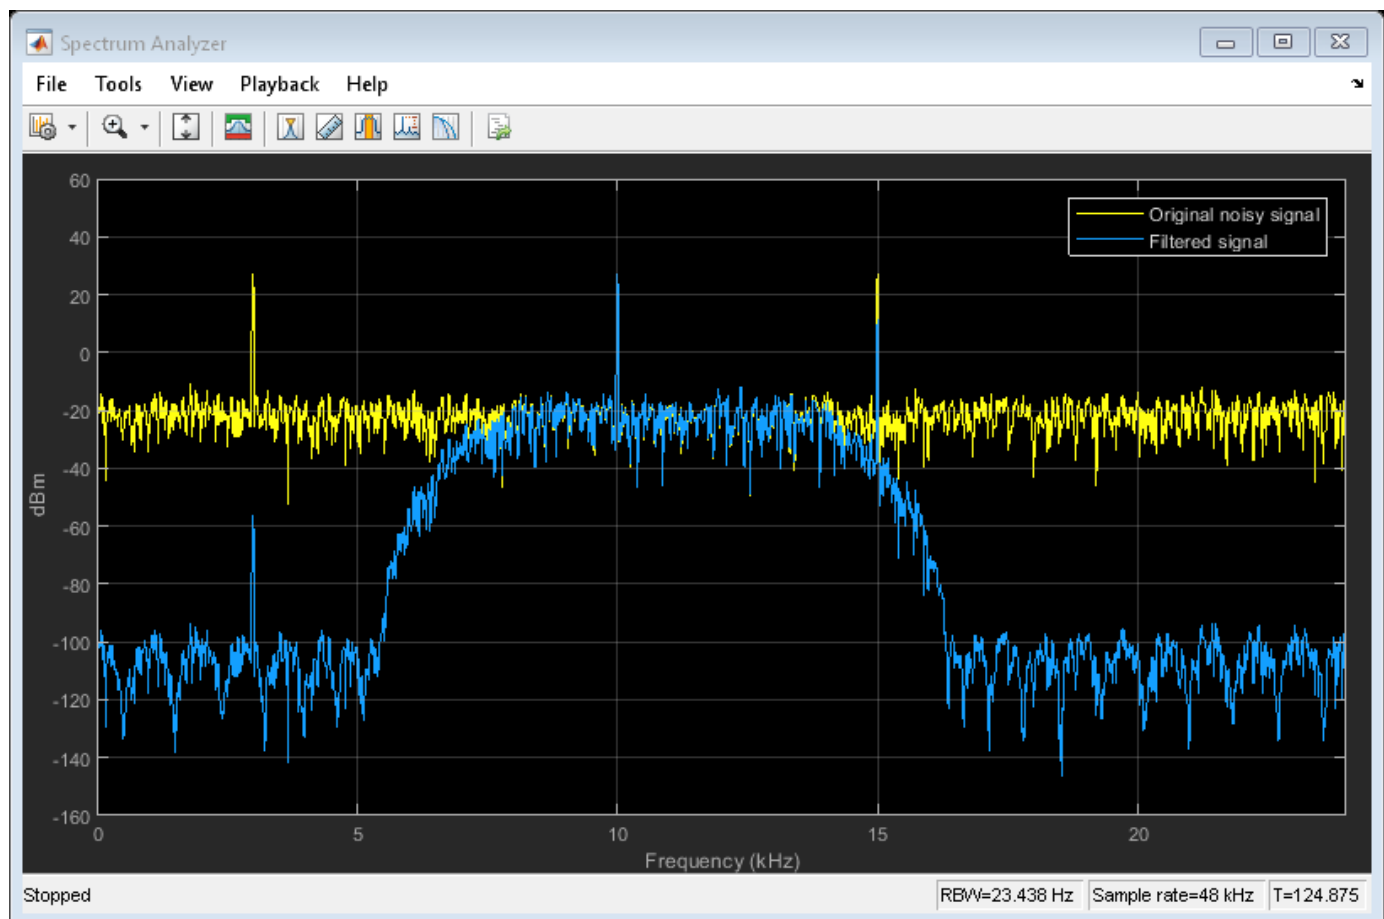 Spectrum Analyzer
File Tools View Playback Help
60
40
20
0
-20
-40
-60
-80
-100
-120
-140
-160
dBm
Original noisy signal
Filtered signal
0 5 10 15 20
Frequency (kHz)
Stopped RBW=23.438 Hz Sample rate=48 kHz T=124.875